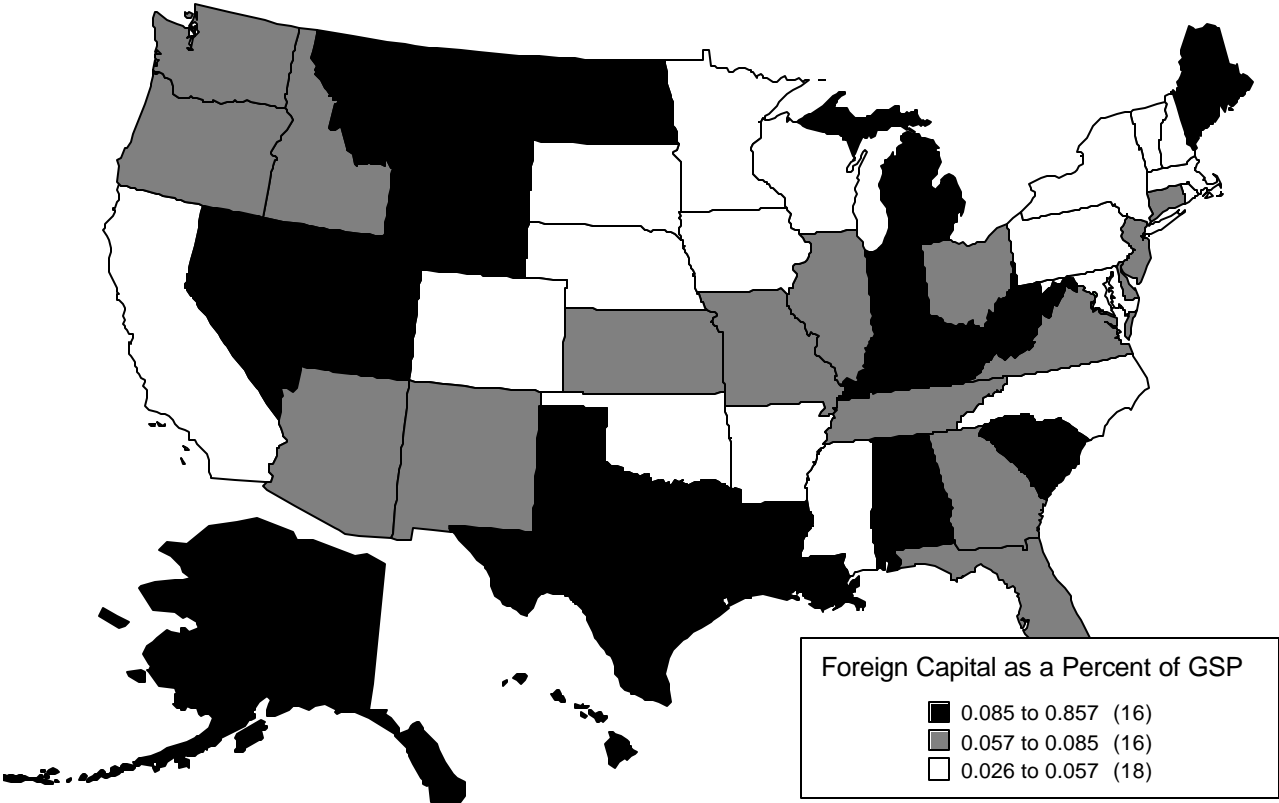 Foreign Capital as a Percent of GSP
0.085 to 0.857 (16)
0.057 to 0.085 (16)
0.026 to 0.057 (18)